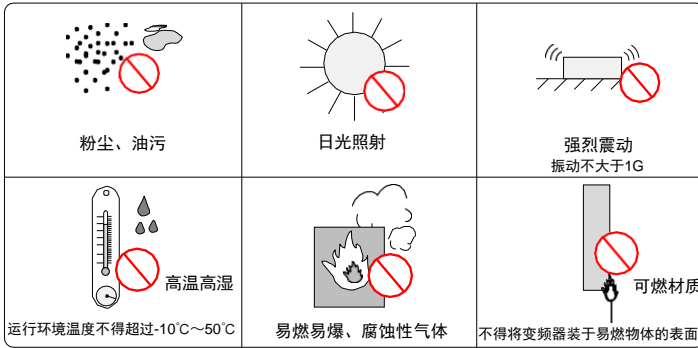 粉尘、油污
日光照射
强烈震动
振动不大于1G
高温高湿
运行环境温度不得超过-10℃～50℃
易燃易爆、腐蚀性气体
可燃材质
不得将变频器装于易燃物体的表面